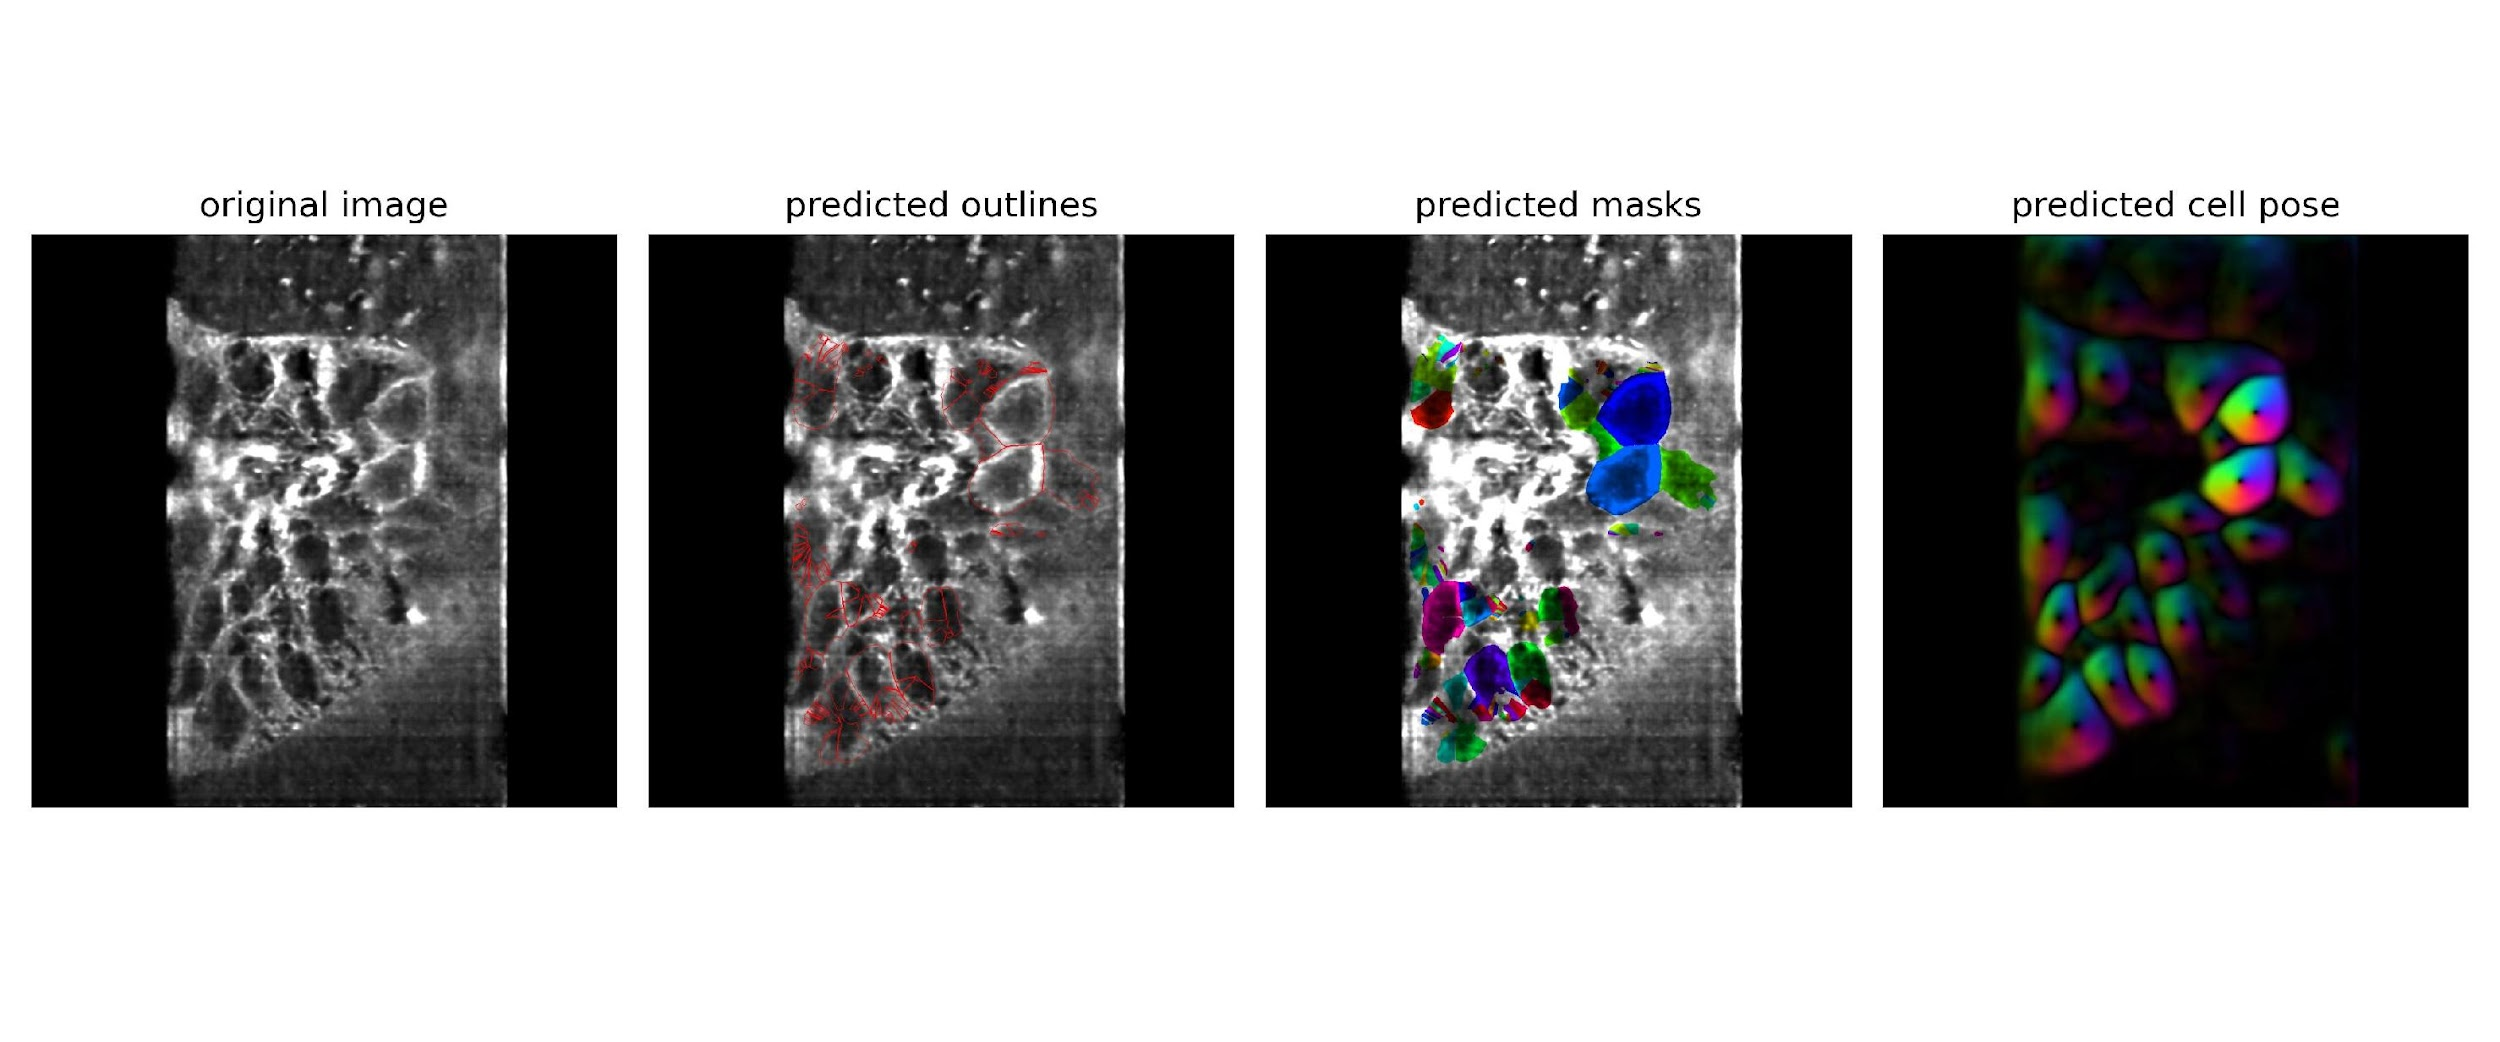 original image
predicted outlines
predicted masks
predicted cell pose